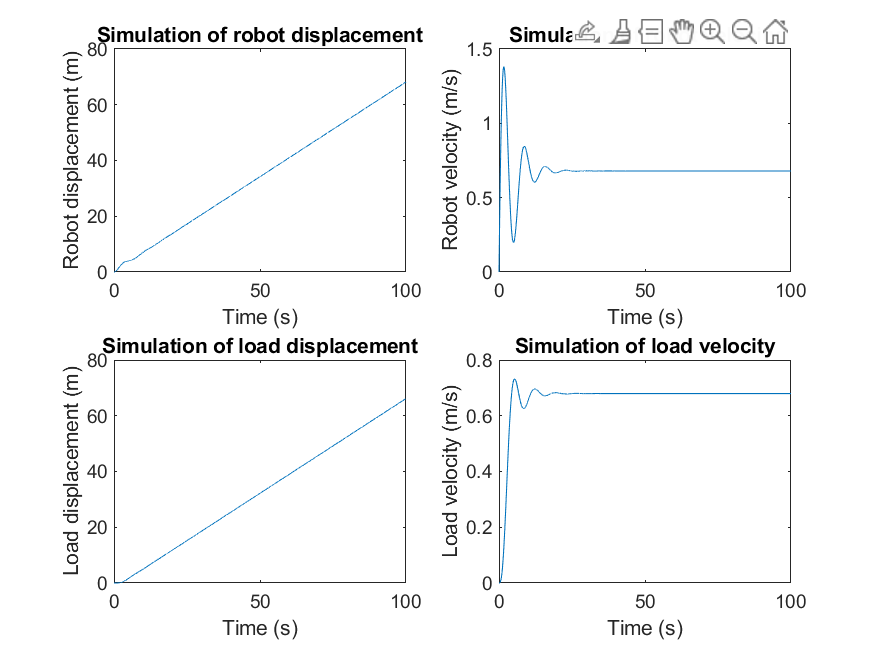 Simulation of robot displacement
80
60
40
20
0
Robot displacement (m)
0 50 100
Time (s)
1.5
1
0.5
0
Robot velocity (m/s)
0 50 100
Time (s)
Simulation of load displacement
80
60
40
20
0
Load displacement (m)
0 50 100
Time (s)
Simulation of load velocity
0.8
0.6
0.4
0.2
0
Load velocity (m/s)
0 50 100
Time (s)